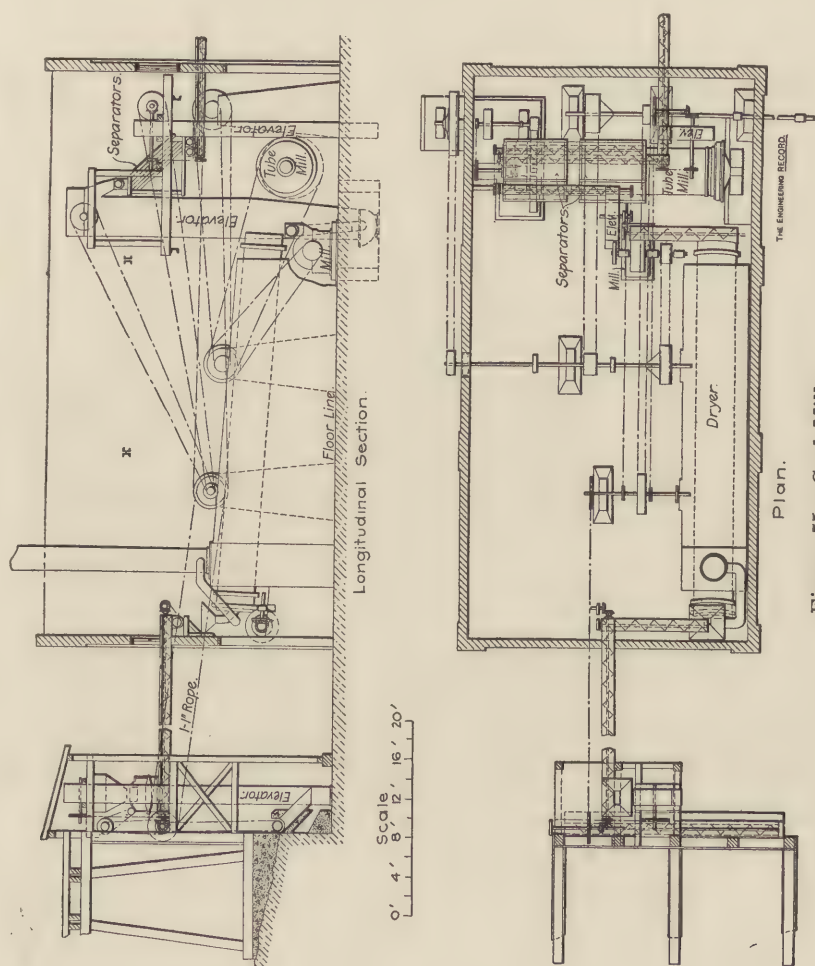 Separators.
Elevator
Elevator
Tube
Mill.
Mill
1-1" Rope.
Floor Line
Elevator
Longitudinal Section.
Scale
0' 4' 8' 12' 16' 20'
Elev.
Tube
Mill.
Separators.
Elev.
Mill.
Dryer.
THE ENGINEERING RECORD.
Plan.